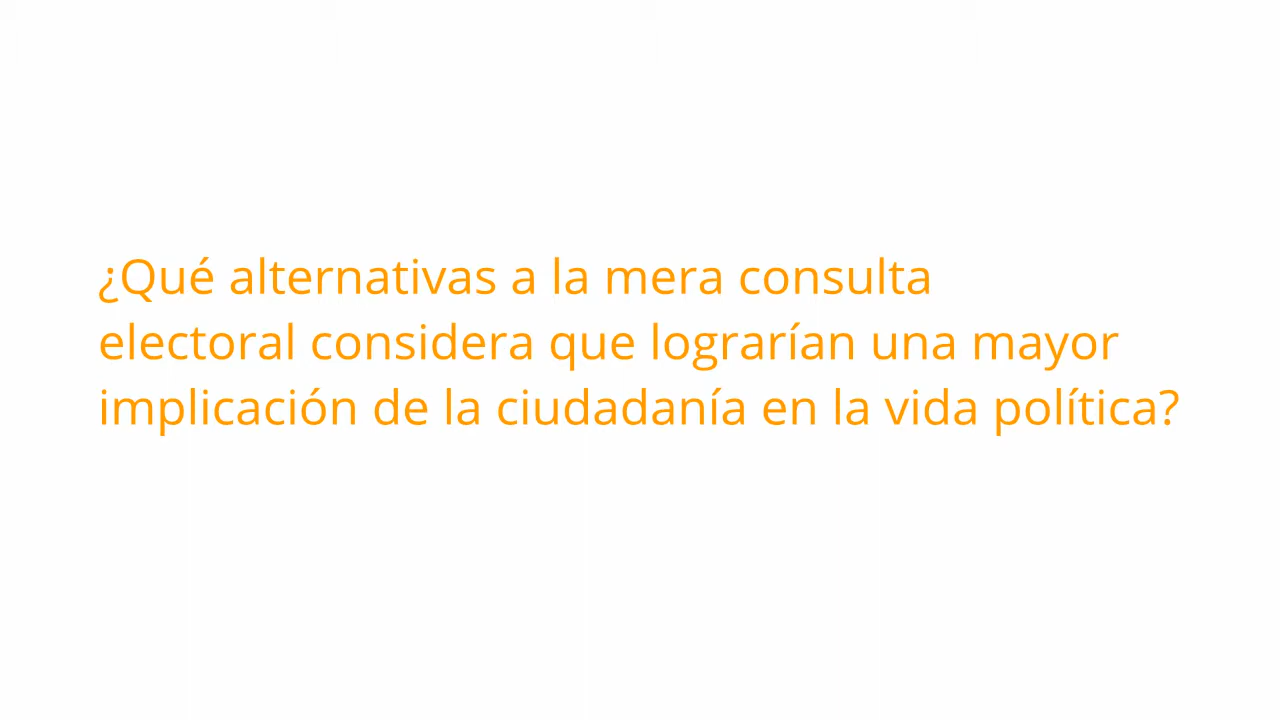 ¿Qué alternativas a la mera consulta
electoral considera que lograrían una mayor
implicación de la ciudadanía en la vida política?